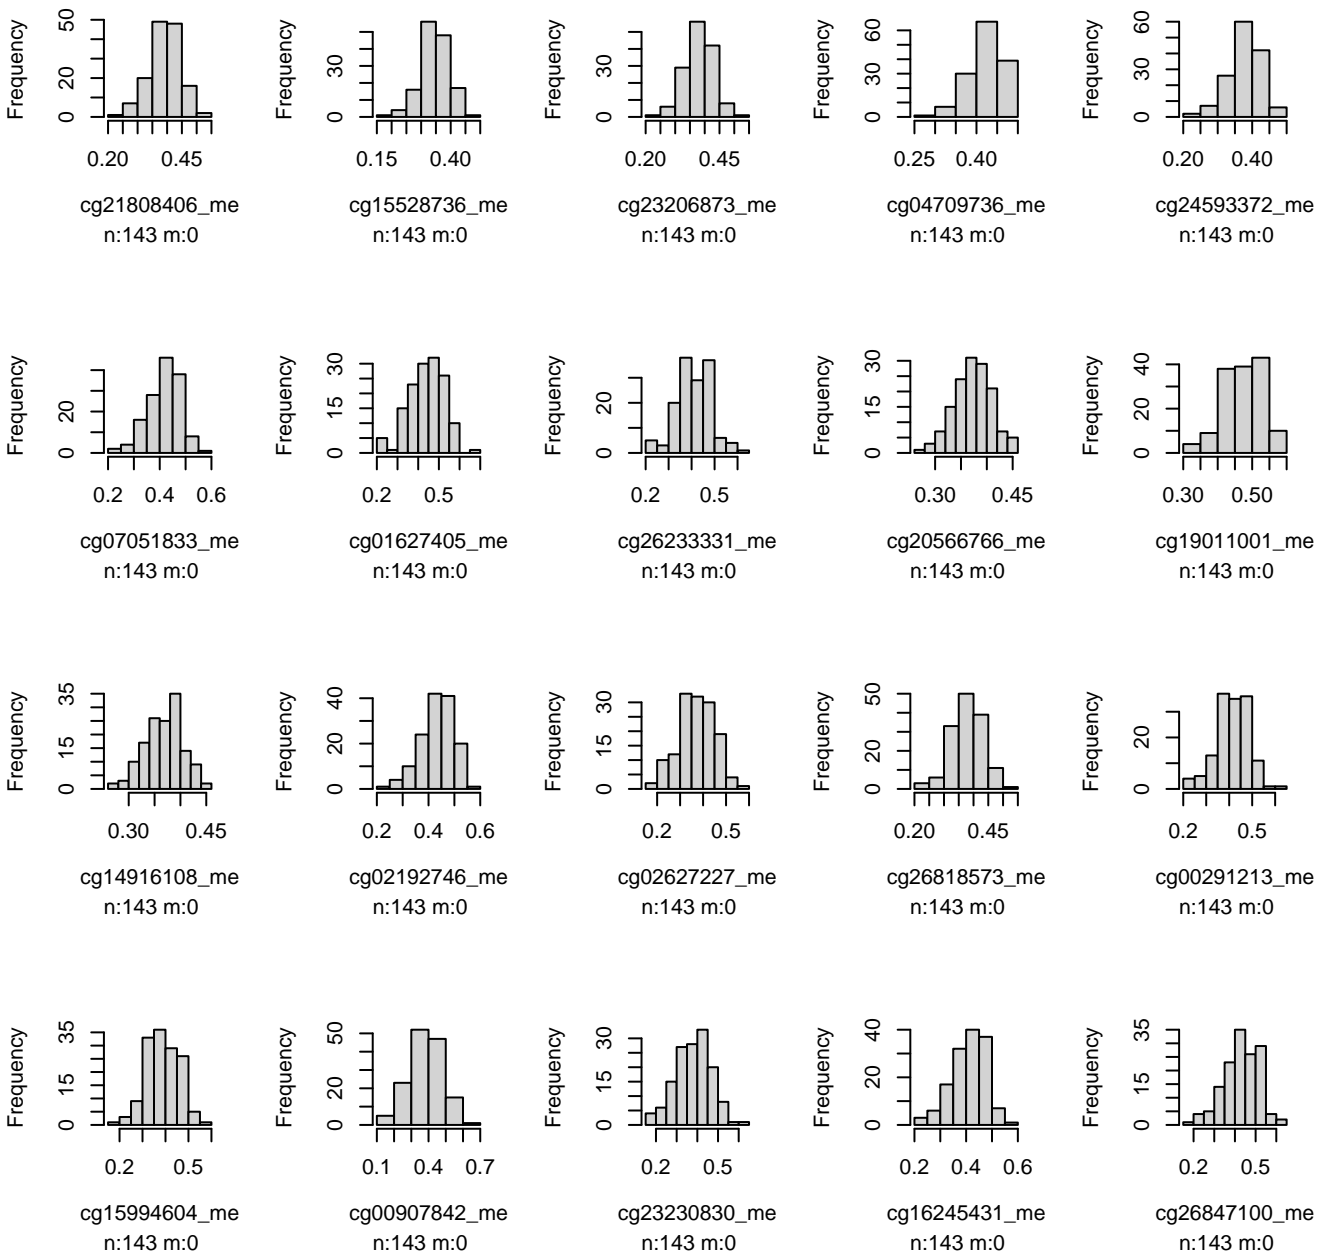 Frequency
0 20 50
0.20 0.45
cg21808406_me
n:143 m:0
Frequency
0 30
0.15 0.40
cg15528736_me
n:143 m:0
Frequency
0 30
0.20 0.45
cg23206873_me
n:143 m:0
Frequency
0 30 60
0.25 0.40
cg04709736_me
n:143 m:0
Frequency
0 30 60
0.20 0.40
cg24593372_me
n:143 m:0
Frequency
0 20
0.2 0.4 0.6
cg07051833_me
n:143 m:0
Frequency
0 15 30
0.2 0.5
cg01627405_me
n:143 m:0
Frequency
0 20
0.2 0.5
cg26233331_me
n:143 m:0
Frequency
0 15 30
0.30 0.45
cg20566766_me
n:143 m:0
Frequency
0 20 40
0.30 0.50
cg19011001_me
n:143 m:0
Frequency
0 15 35
0.30 0.45
cg14916108_me
n:143 m:0
Frequency
0 20 40
0.2 0.4 0.6
cg02192746_me
n:143 m:0
Frequency
0 15 30
0.2 0.5
cg02627227_me
n:143 m:0
Frequency
0 20 50
0.20 0.45
cg26818573_me
n:143 m:0
Frequency
0 20
0.2 0.5
cg00291213_me
n:143 m:0
Frequency
0 15 35
0.2 0.5
cg15994604_me
n:143 m:0
Frequency
0 20 50
0.1 0.4 0.7
cg00907842_me
n:143 m:0
Frequency
0 15 30
0.2 0.5
cg23230830_me
n:143 m:0
Frequency
0 20 40
0.2 0.4 0.6
cg16245431_me
n:143 m:0
Frequency
0 15 35
0.2 0.5
cg26847100_me
n:143 m:0